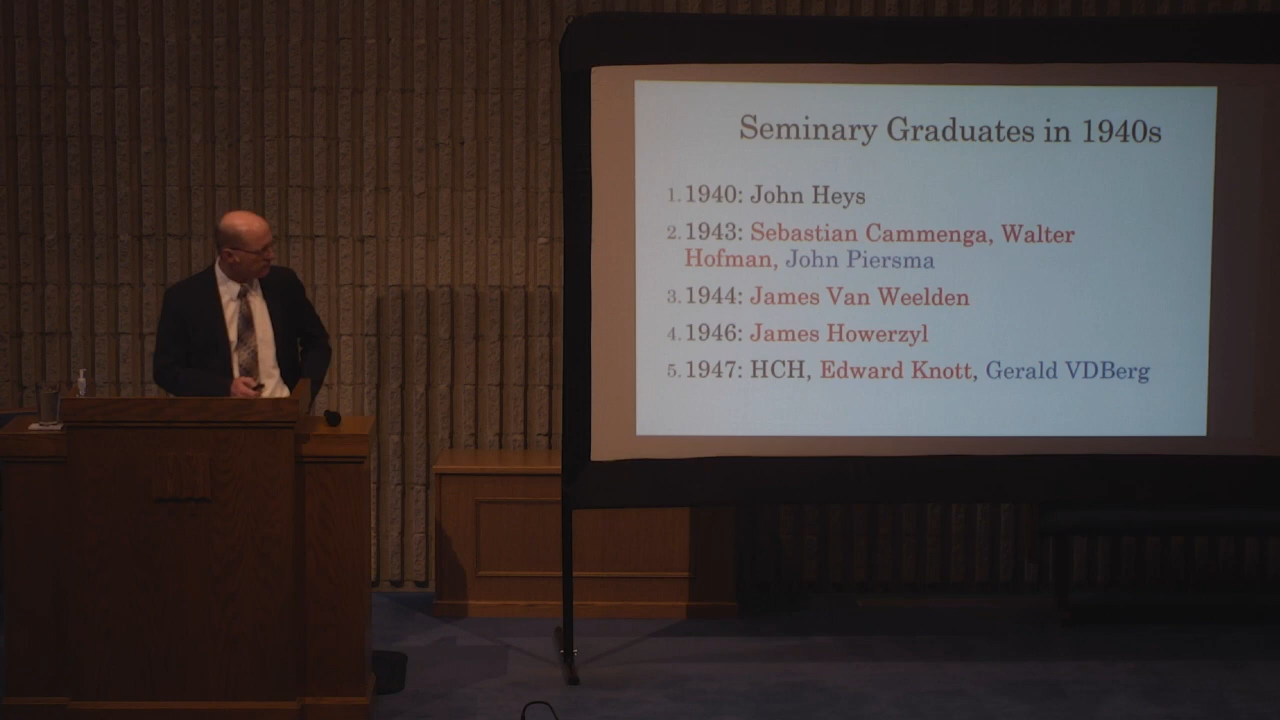 Seminary Graduates in 1940s
1. 1940: John Heys
2. 1943: Sebastian Cammenga, Walter
Hofman, John Piersma
3. 1944: James Van Weelden
4. 1946: James Howerzyl
5. 1947: HCH, Edward Knott, Gerald VDBerg